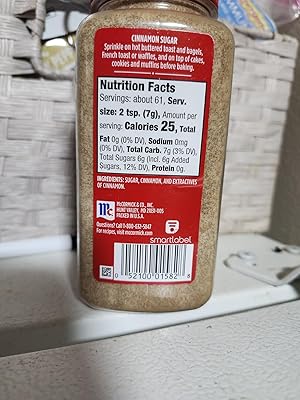 CINNAMON SUGAR
Sprinkle on hot buttered toast and bagels,
French toast or waffles, and on top of cakes,
cookies and muffins before baking.
Nutrition Facts
Servings: about 61, Serv.
size: 2 tsp. (7g), Amount per
serving: Calories 25, Total
Fat 0g (0% DV), Sodium 0mg
(0% DV), Total Carb. 7g (3% DV),
Total Sugars 6g (Incl. 6g Added
Sugars, 12% DV), Protein 0g.
INGREDIENTS: SUGAR, CINNAMON, AND EXTRACTIVES
OF CINNAMON.
Mc
McCORMICK & CO., INC.
HUNT VALLEY, MD 21031-1105
PACKED IN U.S.A.
Questions? Call 1-800-632-5847
For recipes, visit mccormick.com
smartlabel
0 52100 01582 8